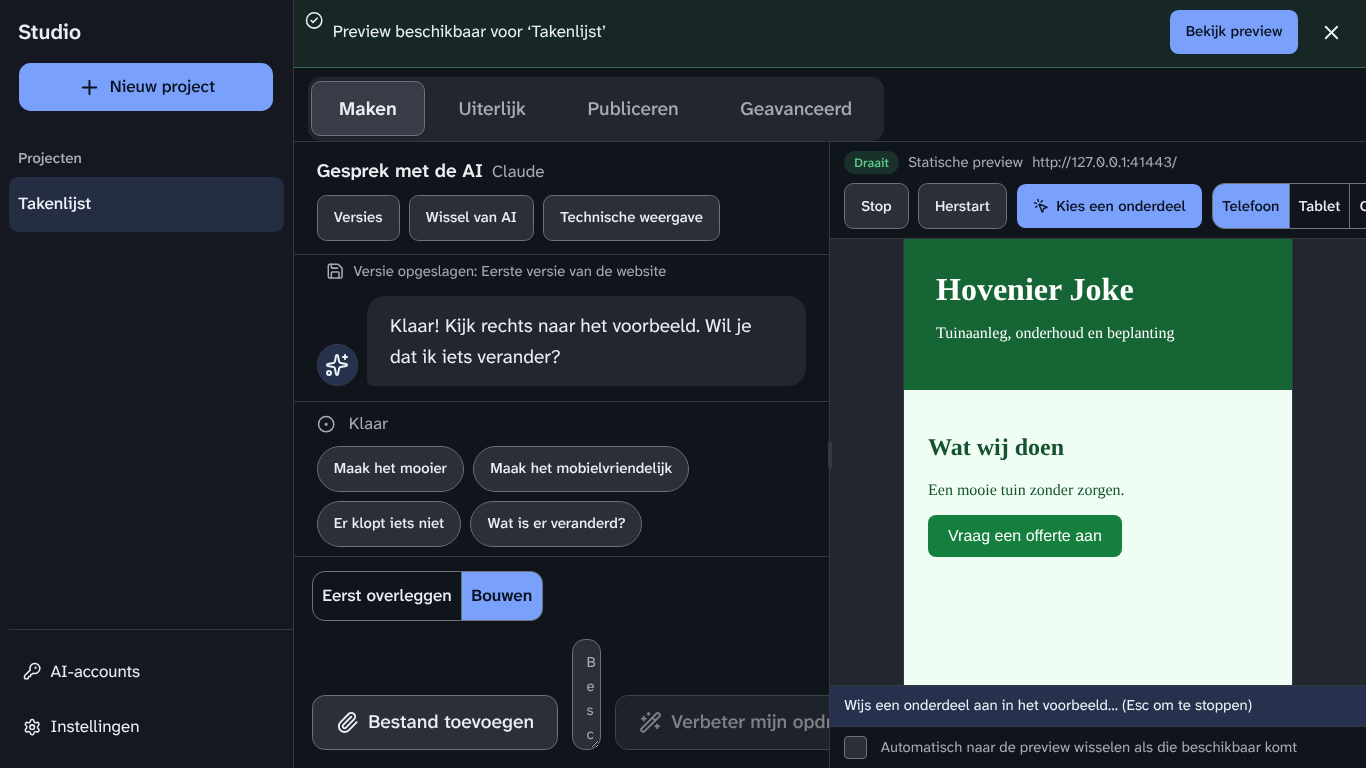 Studio
Nieuw project
Projecten
Takenlijst
AI-accounts
Instellingen
Preview beschikbaar voor ‘Takenlijst’
Bekijk preview
Maken
Uiterlijk
Publiceren
Geavanceerd
Gesprek met de AI Claude
Versies
Wissel van AI
Technische weergave
Versie opgeslagen: Eerste versie van de website
Klaar! Kijk rechts naar het voorbeeld. Wil je
dat ik iets verander?
Klaar
Maak het mooier
Maak het mobielvriendelijk
Er klopt iets niet
Wat is er veranderd?
Eerst overleggen
Bouwen
Bestand toevoegen
B
e
s
c
Verbeter mijn opd
Draait
Statische preview http://127.0.0.1:41443/
Stop
Herstart
Kies een onderdeel
Telefoon
Tablet
Hovenier Joke
Tuinaanleg, onderhoud en beplanting
Wat wij doen
Een mooie tuin zonder zorgen.
Vraag een offerte aan
Wijs een onderdeel aan in het voorbeeld... (Esc om te stoppen)
Automatisch naar de preview wisselen als die beschikbaar komt